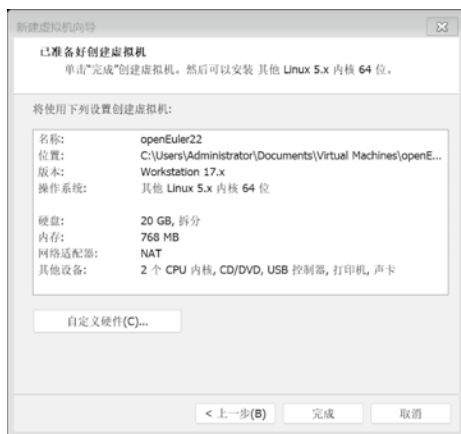 新建虚拟机向导
已准备好创建虚拟机
单击"完成"创建虚拟机。然后可以安装 其他 Linux 5.x 内核 64 位。
将使用下列设置创建虚拟机:
名称: openEuler22
位置: C:\Users\Administrator\Documents\Virtual Machines\openE...
版本: Workstation 17.x
操作系统: 其他 Linux 5.x 内核 64 位
硬盘: 20 GB, 拆分
内存: 768 MB
网络适配器: NAT
其他设备: 2 个 CPU 内核, CD/DVD, USB 控制器, 打印机, 声卡
自定义硬件(C)...
< 上一步(B) 完成 取消